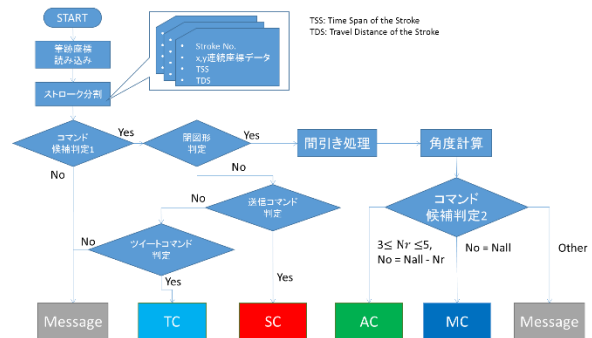 START
TSS: Time Span of the Stroke
TDS: Travel Distance of the Stroke
筆跡座標
読み込み
• Stroke No.
• x,y連続座標データ
• TSS
• TDS
ストローク分割
コマンド
候補判定1
Yes
閉図形
判定
Yes
間引き処理
角度計算
No
No
No
送信コマンド
判定
コマンド
候補判定2
No
ツイートコマンド
判定
3≤ Nr ≤5,
No = Nall - Nr
No = Nall
Other
Yes
Yes
Message
TC
SC
AC
MC
Message